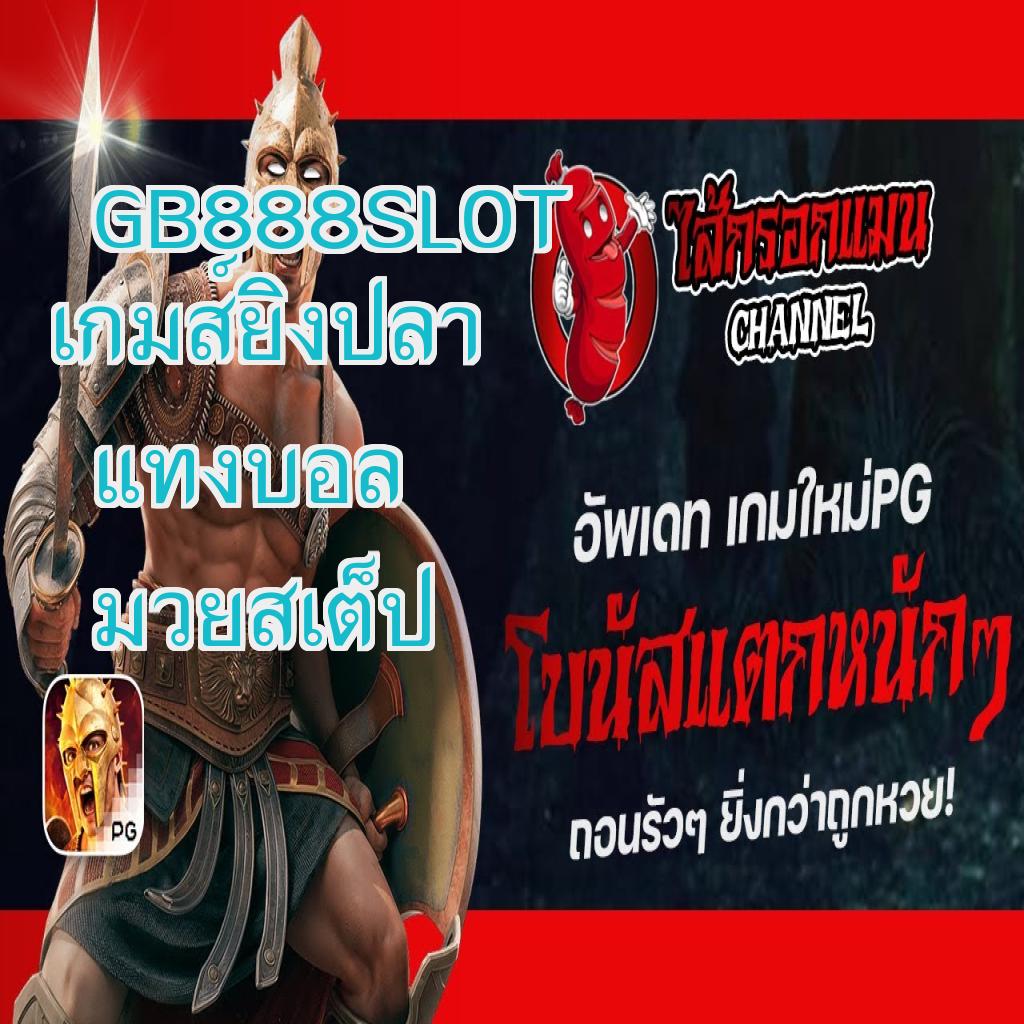 GB888SLOT
เกมส์ยิงปลา
แทงบอล
มวยสเต็ป
ไส้กรอกแมน
CHANNEL
อัพเดท เกมใหม่PG
โบนัสแตกหนักๆ
ถอนรัวๆ ยิ่งกว่าถูกหวย!
PG